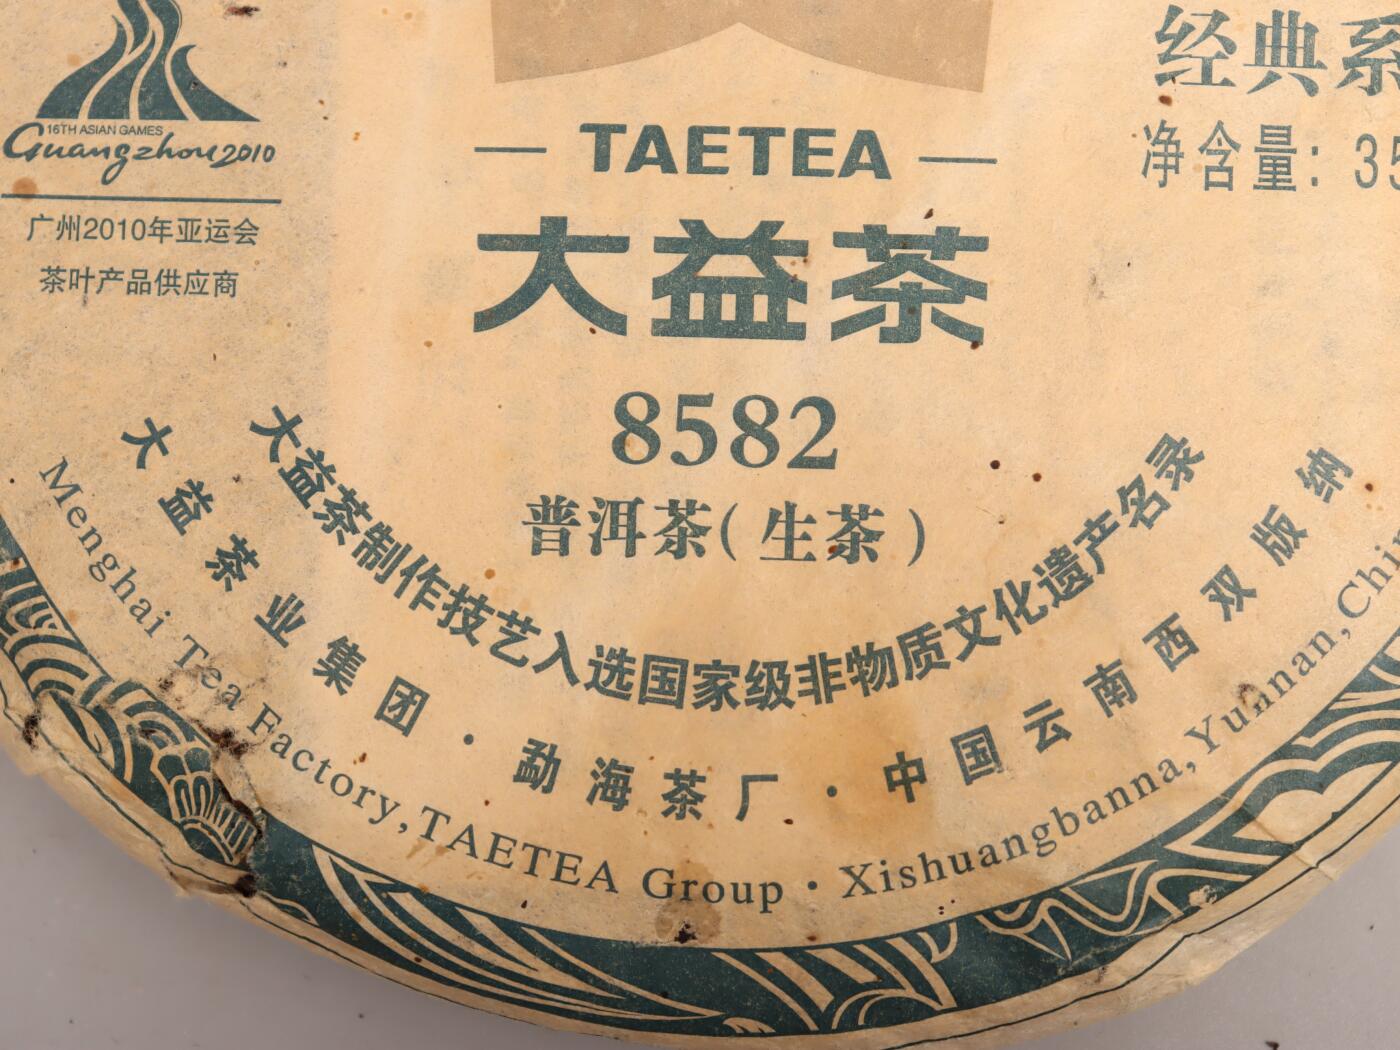 16TH ASIAN GAMES
Guangzhou2010
广州2010年亚运会
茶叶产品供应商
经典系
净含量: 35
TAETEA
大益茶
8582
普洱茶(生茶)
大益茶制作技艺入选国家级非物质文化遗产名录
大益茶业集团·勐海茶厂·中国云南西双版纳
Menghai Tea Factory,TAETEA Group·Xishuangbanna,Yunnan,Chin